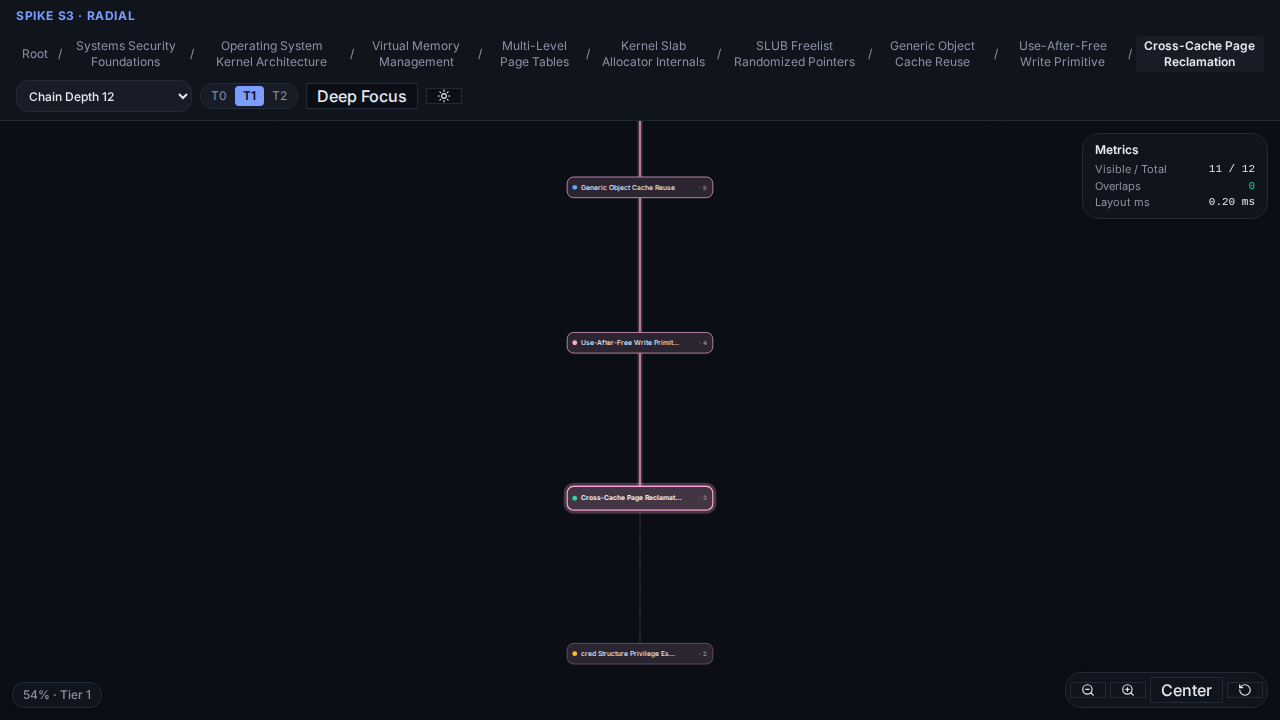 SPIKE S3 · RADIAL
Root / Systems Security / Operating System / Virtual Memory / Multi-Level / Kernel Slab / SLUB Freelist / Generic Object / Use-After-Free / Cross-Cache Page
Foundations Kernel Architecture Management Page Tables Allocator Internals Randomized Pointers Cache Reuse Write Primitive Reclamation
Chain Depth 12 T0 T1 T2 Deep Focus
Metrics
Visible / Total 11 / 12
Overlaps 0
Layout ms 0.20 ms
Generic Object Cache Reuse · 5
Use-After-Free Write Primit... · 4
Cross-Cache Page Reclamat... · 3
cred Structure Privilege Es... · 2
54% · Tier 1
Center